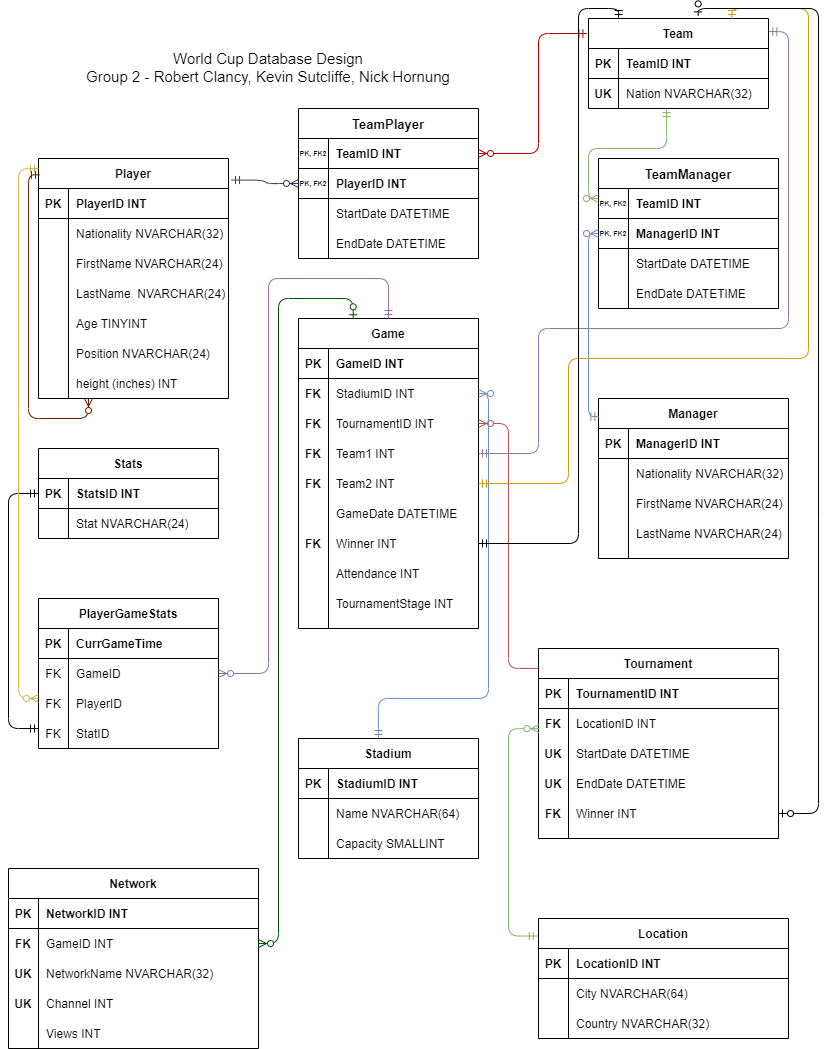 World Cup Database Design
Group 2 - Robert Clancy, Kevin Sutcliffe, Nick Hornung
Team
PK TeamID INT
UK Nation NVARCHAR(32)
TeamPlayer
PK, FK2 TeamID INT
PK, FK2 PlayerID INT
StartDate DATETIME
EndDate DATETIME
Player
PK PlayerID INT
Nationality NVARCHAR(32)
FirstName NVARCHAR(24)
LastName NVARCHAR(24)
Age TINYINT
Position NVARCHAR(24)
height (inches) INT
TeamManager
PK, FK2 TeamID INT
PK, FK2 ManagerID INT
StartDate DATETIME
EndDate DATETIME
Game
PK GameID INT
FK StadiumID INT
FK TournamentID INT
FK Team1 INT
FK Team2 INT
GameDate DATETIME
FK Winner INT
Attendance INT
TournamentStage INT
Manager
PK ManagerID INT
Nationality NVARCHAR(32)
FirstName NVARCHAR(24)
LastName NVARCHAR(24)
Stats
PK StatsID INT
Stat NVARCHAR(24)
PlayerGameStats
PK CurrGameTime
FK GameID
FK PlayerID
FK StatID
Tournament
PK TournamentID INT
FK LocationID INT
UK StartDate DATETIME
UK EndDate DATETIME
FK Winner INT
Stadium
PK StadiumID INT
Name NVARCHAR(64)
Capacity SMALLINT
Network
PK NetworkID INT
FK GameID INT
UK NetworkName NVARCHAR(32)
UK Channel INT
Views INT
Location
PK LocationID INT
City NVARCHAR(64)
Country NVARCHAR(32)